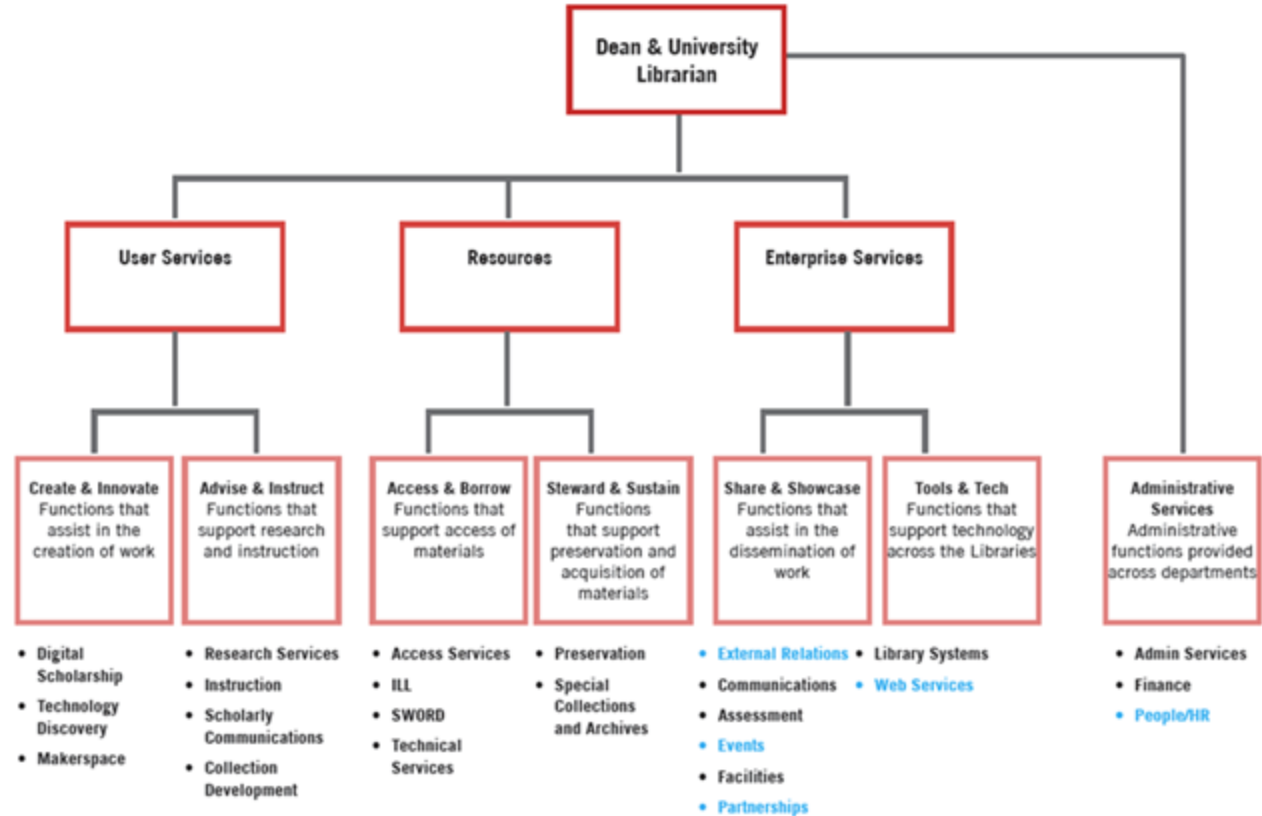 Dean & University
Librarian
User Services
Resources
Enterprise Services
Create & Innovate
Functions that
assist in the
creation of work
Advise & Instruct
Functions that
support research
and instruction
Access & Borrow
Functions that
support access of
materials
Steward & Sustain
Functions
that support
preservation and
acquisition of
materials
Share & Showcase
Functions that
assist in the
dissemination of
work
Tools & Tech
Functions that
support technology
across the Libraries
Administrative
Services
Administrative
functions provided
across departments
• Digital
Scholarship
• Technology
Discovery
• Makerspace
• Research Services
• Instruction
• Scholarly
Communications
• Collection
Development
• Access Services
• ILL
• SWORD
• Technical
Services
• Preservation
• Special
Collections
and Archives
• External Relations
• Communications
• Assessment
• Events
• Facilities
• Partnerships
• Library Systems
• Web Services
• Admin Services
• Finance
• People/HR